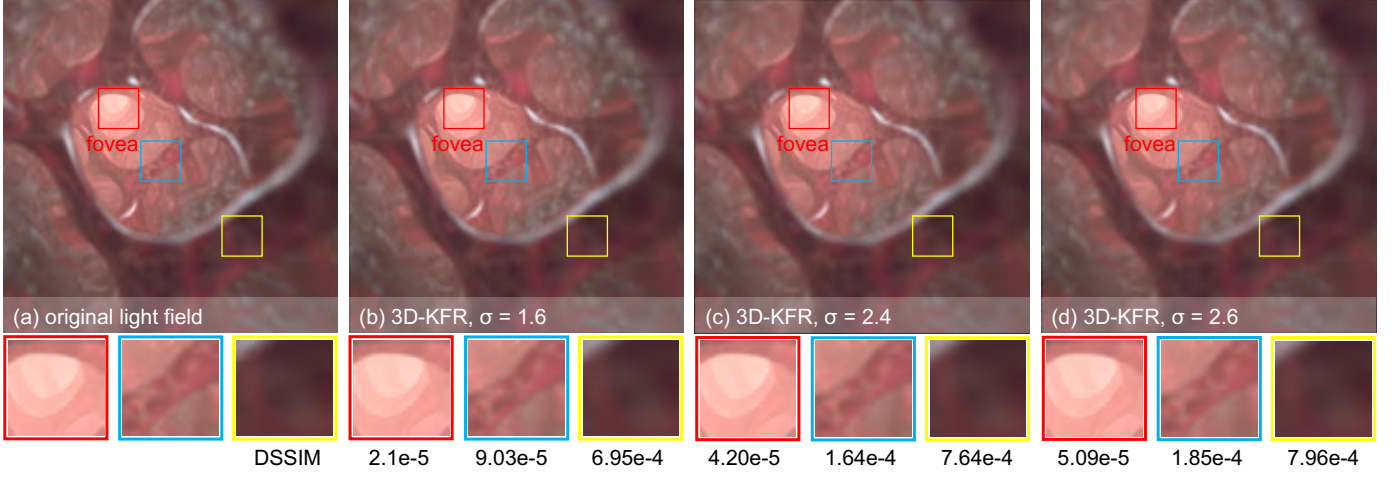 fovea
fovea
fovea
fovea
(a) original light field
(b) 3D-KFR, σ = 1.6
(c) 3D-KFR, σ = 2.4
(d) 3D-KFR, σ = 2.6
DSSIM 2.1e-5 9.03e-5 6.95e-4 4.20e-5 1.64e-4 7.64e-4 5.09e-5 1.85e-4 7.96e-4